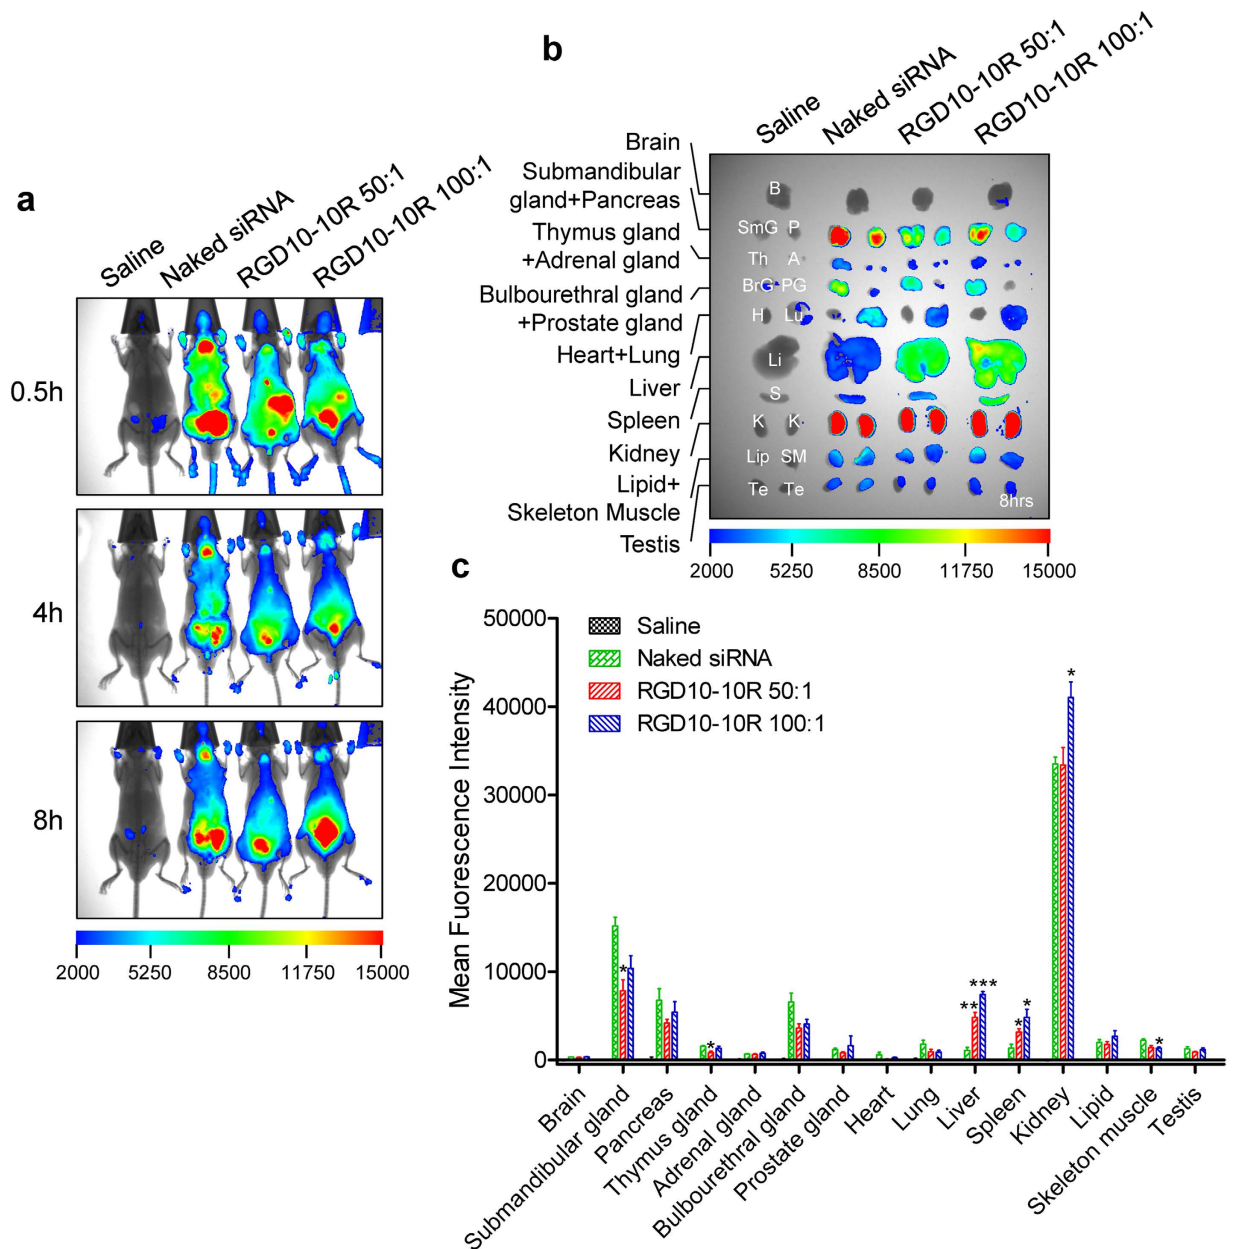 a
Saline
Naked siRNA
RGD10-10R 50:1
RGD10-10R 100:1
0.5h
4h
8h
2000 5250 8500 11750 15000
b
Saline
Naked siRNA
RGD10-10R 50:1
RGD10-10R 100:1
Brain
Submandibular
gland+Pancreas
Thymus gland
+Adrenal gland
Bulbourethral gland
+Prostate gland
Heart+Lung
Liver
Spleen
Kidney
Lipid+
Skeleton Muscle
Testis
B
SmG P
Th A
BrG PG
H Lu
Li
S
K K
Lip SM
Te Te
8hrs
2000 5250 8500 11750 15000
c
Mean Fuorescence Intensity
50000
40000
30000
20000
10000
0
Saline
Naked siRNA
RGD10-10R 50:1
RGD10-10R 100:1
*
*
**
***
*
*
*
*
Brain
Submandibular gland
Pancreas
Thymus gland
Adrenal gland
Bulbourethral gland
Prostate gland
Heart
Lung
Liver
Spleen
Kidney
Lipid
Skeleton muscle
Testis